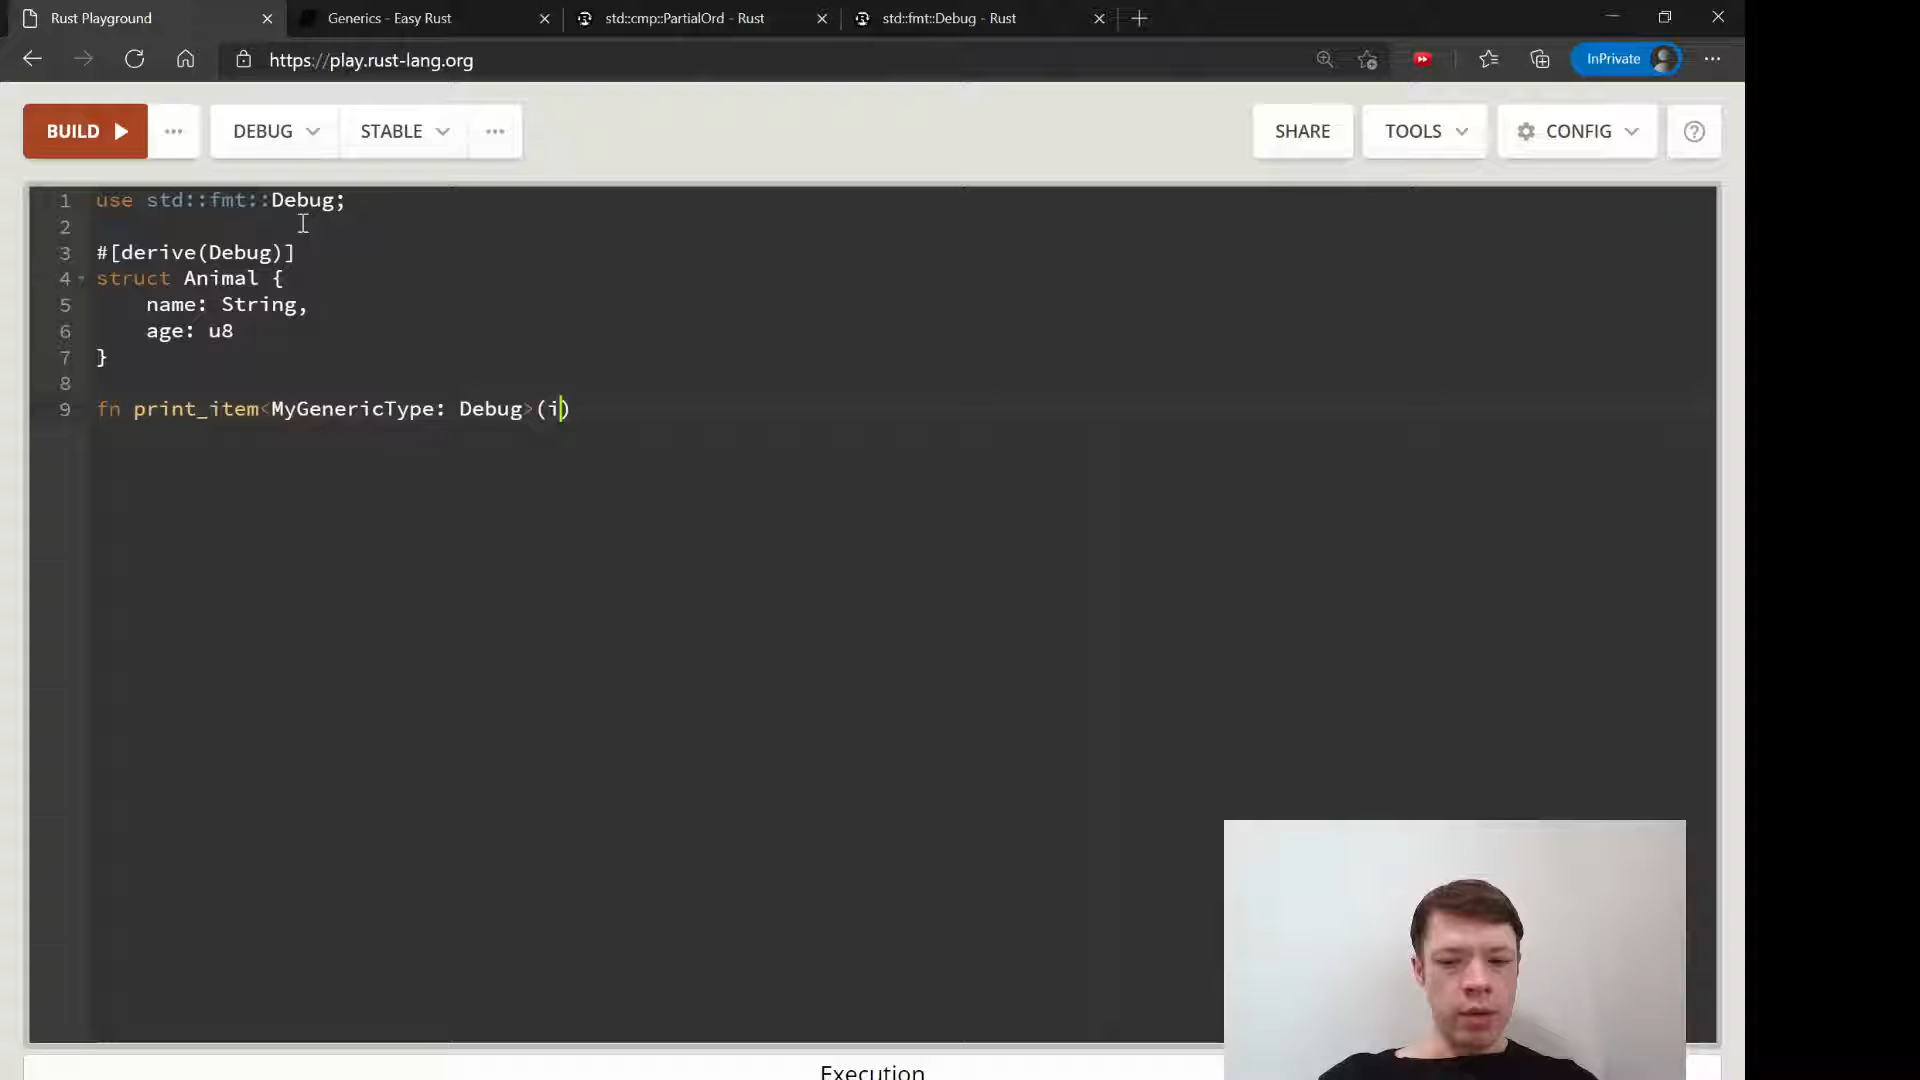 Rust Playground
Generics - Easy Rust
std::cmp::PartialOrd - Rust
std::fmt::Debug - Rust
https://play.rust-lang.org
InPrivate
BUILD
DEBUG
STABLE
SHARE
TOOLS
CONFIG
1 use std::fmt::Debug;
2
3 #[derive(Debug)]
4 struct Animal {
5 name: String,
6 age: u8
7 }
8
9 fn print_item<MyGenericType: Debug>(i)
Execution